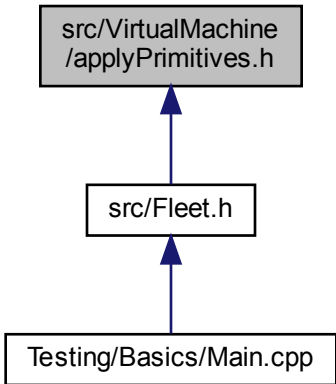 src/VirtualMachine
/applyPrimitives.h
src/Fleet.h
Testing/Basics/Main.cpp